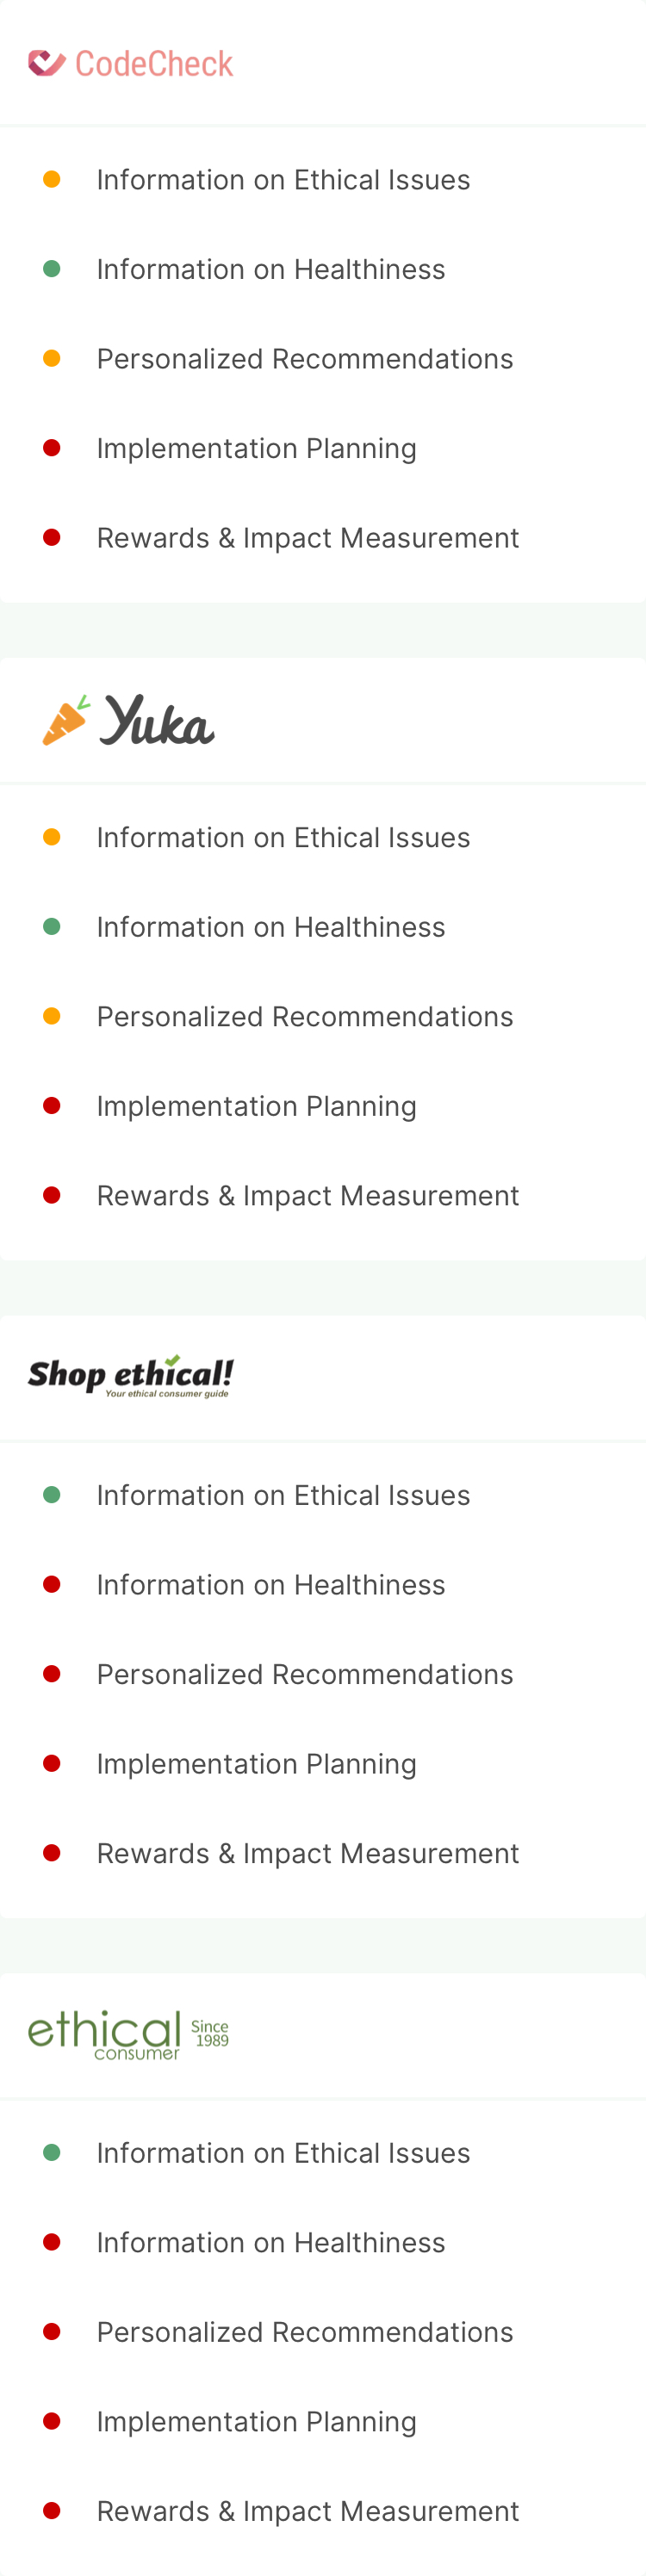 CodeCheck
Information on Ethical Issues
Information on Healthiness
Personalized Recommendations
Implementation Planning
Rewards & Impact Measurement
Yuka
Information on Ethical Issues
Information on Healthiness
Personalized Recommendations
Implementation Planning
Rewards & Impact Measurement
Shop ethical!
Your ethical consumer guide
Information on Ethical Issues
Information on Healthiness
Personalized Recommendations
Implementation Planning
Rewards & Impact Measurement
ethical Since
consumer 1989
Information on Ethical Issues
Information on Healthiness
Personalized Recommendations
Implementation Planning
Rewards & Impact Measurement